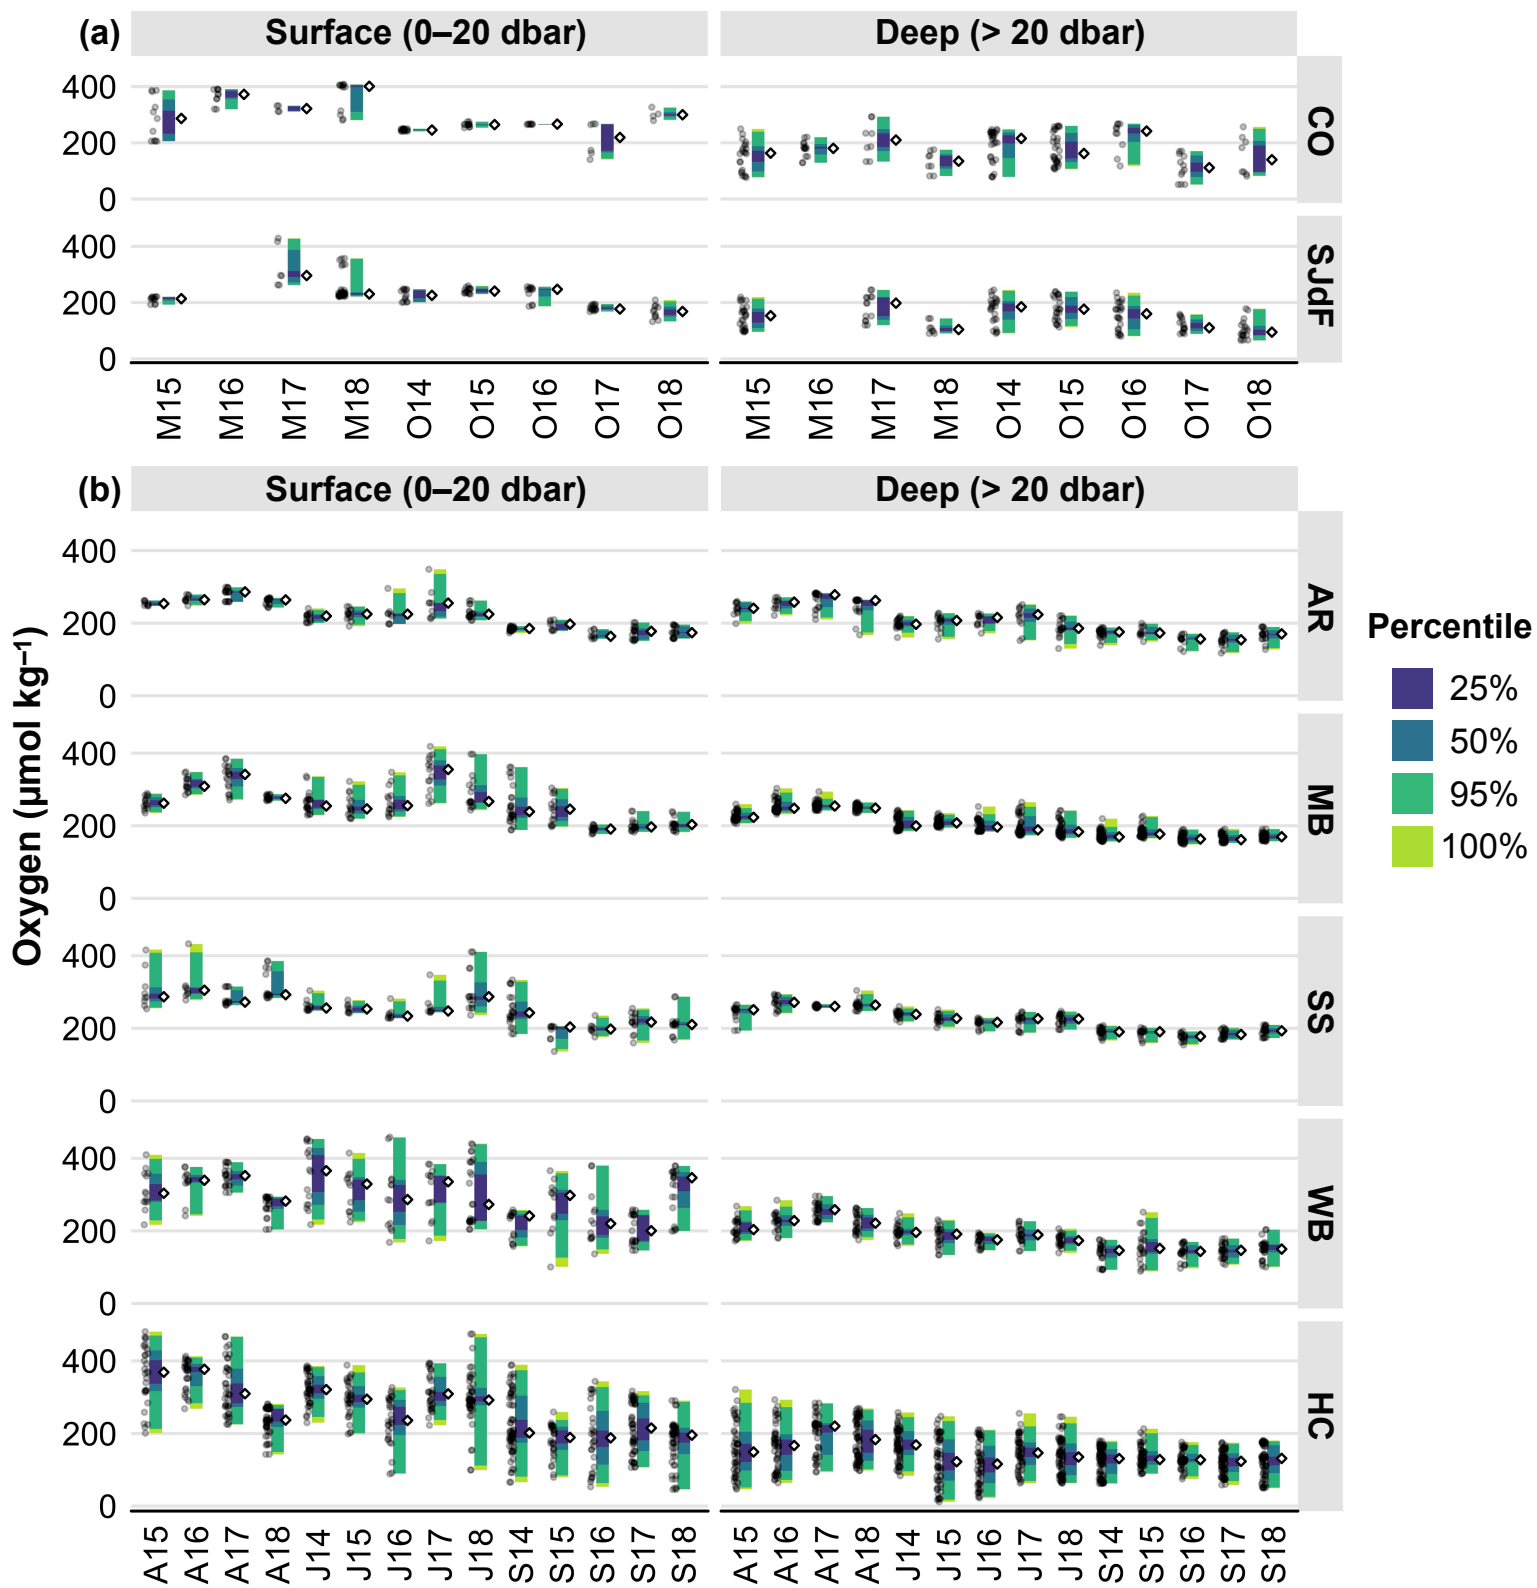 (a) Surface (0–20 dbar) Deep (> 20 dbar)
400
200
0
CO
400
200
0
SJdF
M15 M16 M17 M18 O14 O15 O16 O17 O18 M15 M16 M17 M18 O14 O15 O16 O17 O18
(b) Surface (0–20 dbar) Deep (> 20 dbar)
Oxygen (µmol kg⁻¹)
400
200
0
AR
400
200
0
MB
400
200
0
SS
400
200
0
WB
400
200
0
HC
A15 A16 A17 A18 J14 J15 J16 J17 J18 S14 S15 S16 S17 S18 A15 A16 A17 A18 J14 J15 J16 J17 J18 S14 S15 S16 S17 S18
Percentile
25%
50%
95%
100%